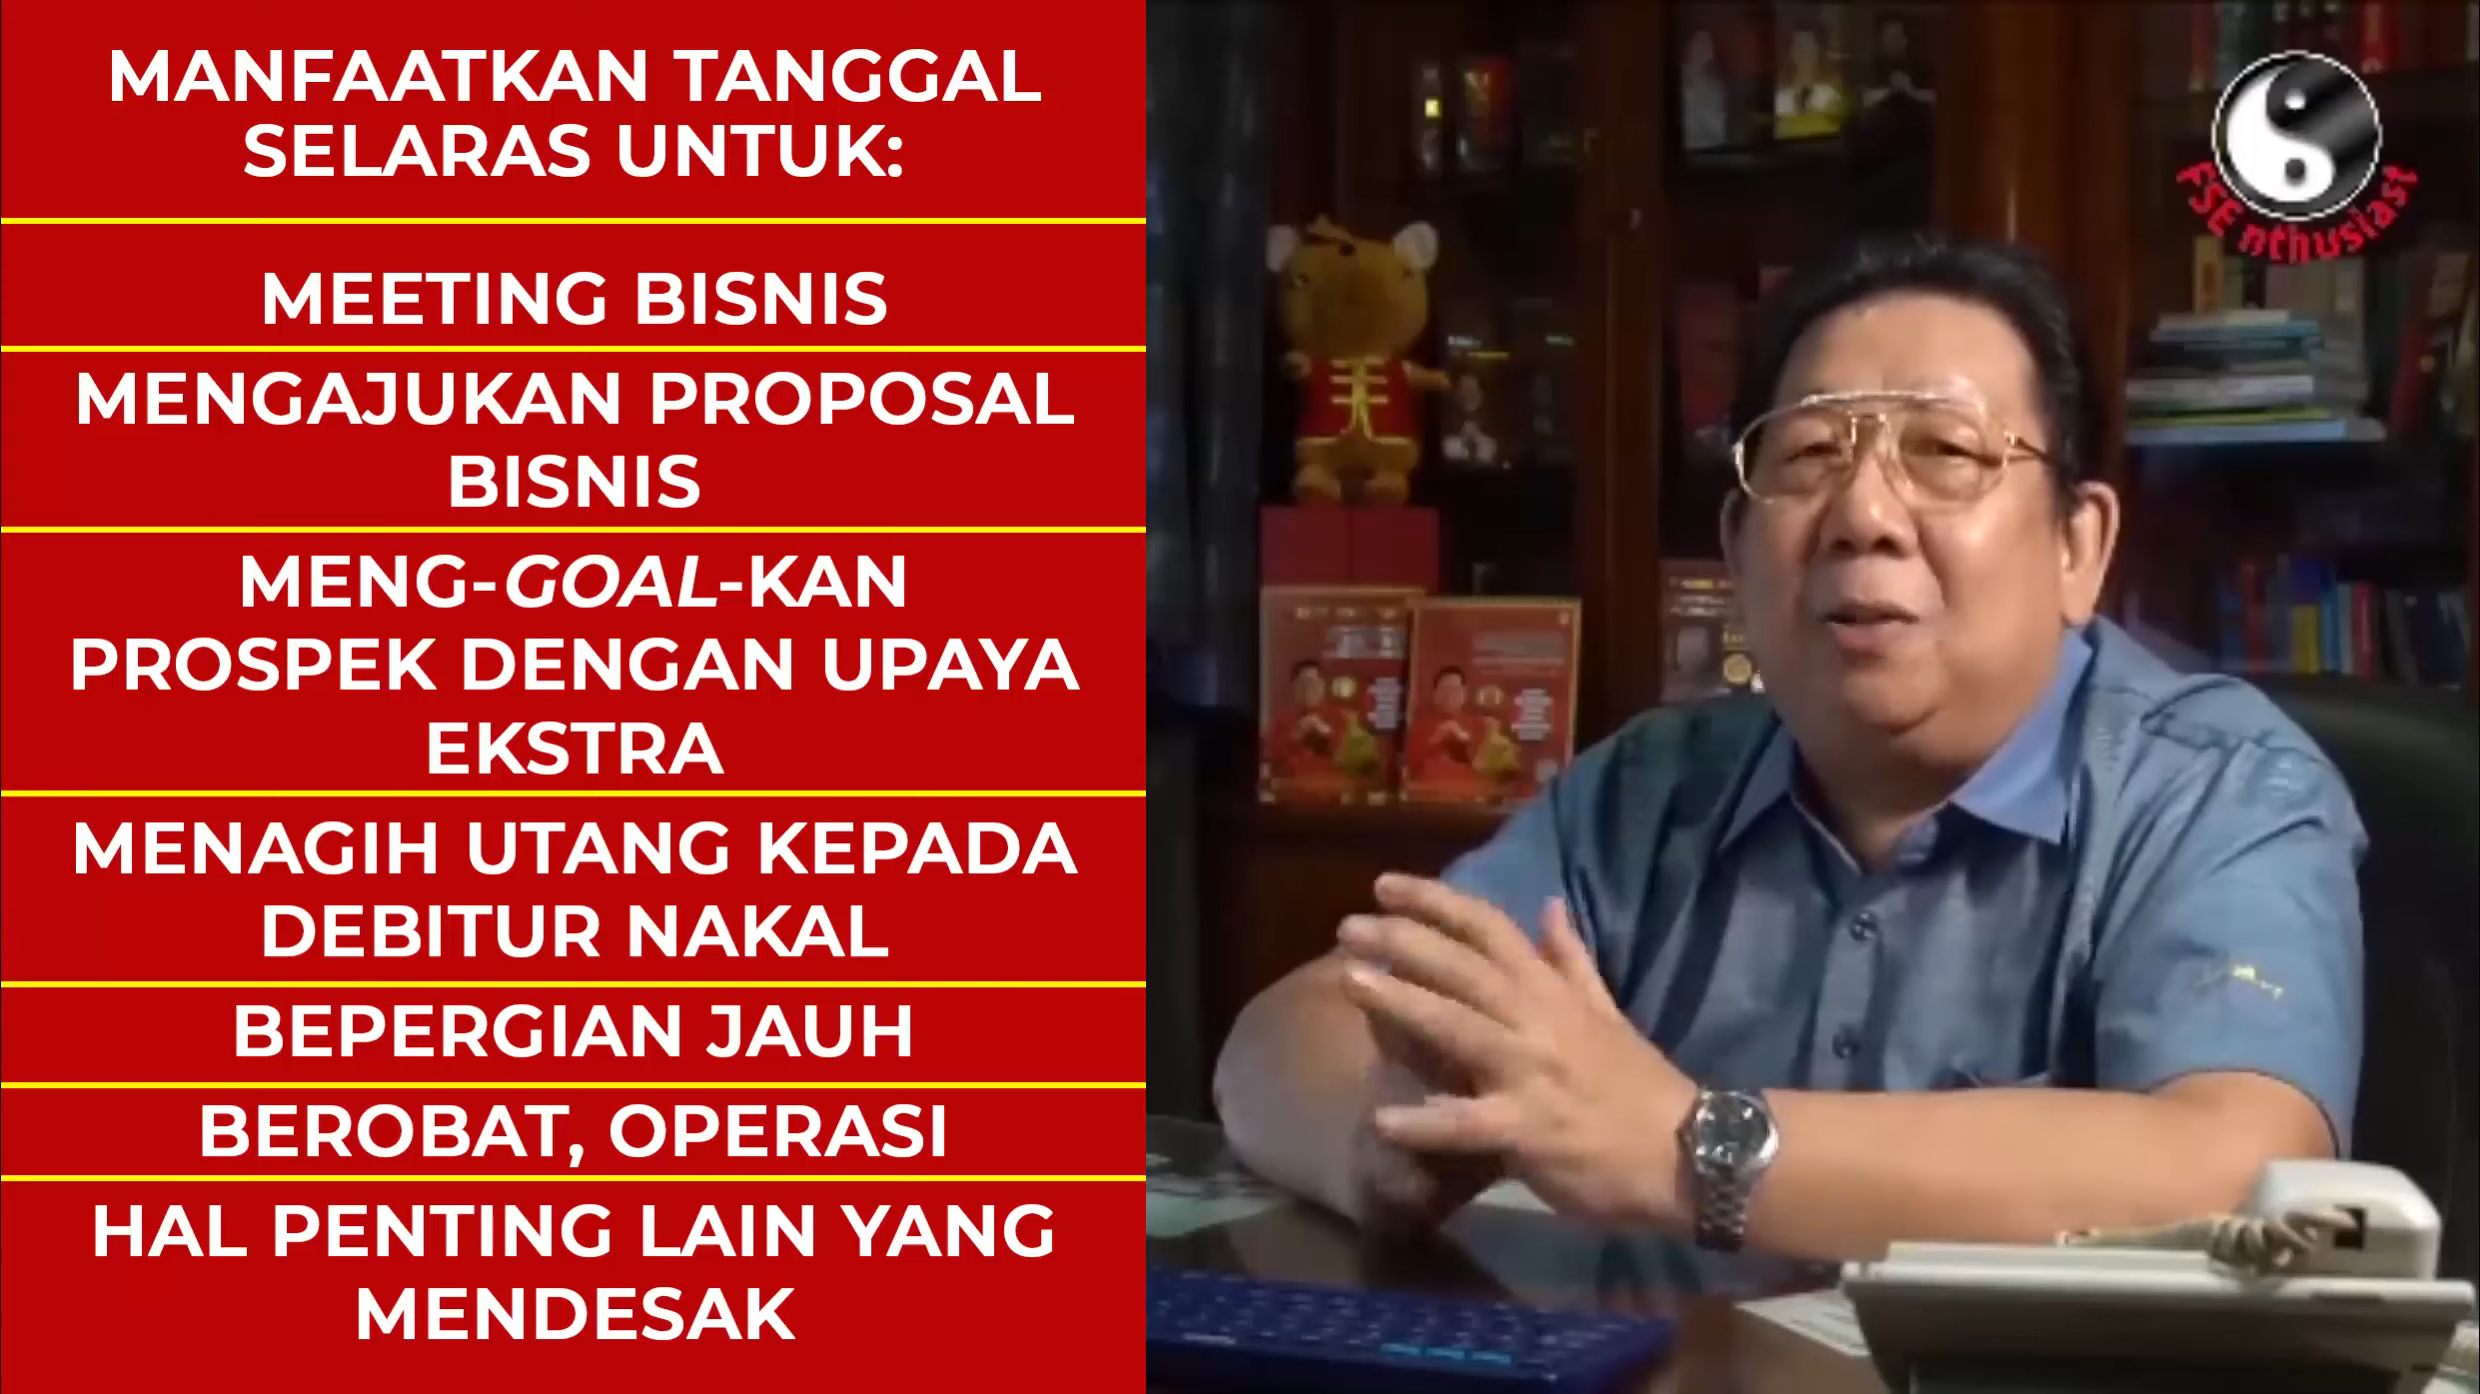 MANFAATKAN TANGGAL
SELARAS UNTUK:
MEETING BISNIS
MENGAJUKAN PROPOSAL
BISNIS
MENG-GOAL-KAN
PROSPEK DENGAN UPAYA
EKSTRA
MENAGIH UTANG KEPADA
DEBITUR NAKAL
BEPERGIAN JAUH
BEROBAT, OPERASI
HAL PENTING LAIN YANG
MENDESAK
FSEnthusiast